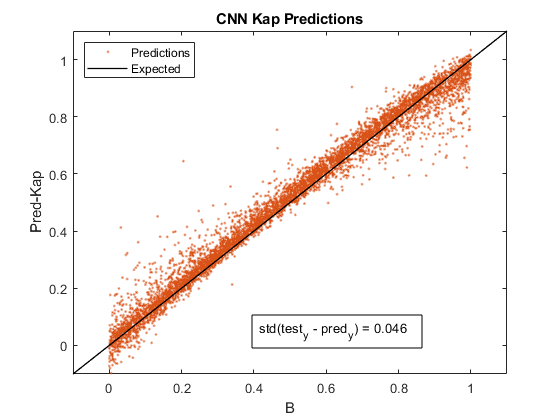 CNN Kap Predictions
Predictions
Expected
Pred-Kap
1
0.8
0.6
0.4
0.2
0
std(test_y - pred_y) = 0.046
0
0.2
0.4
0.6
0.8
1
B